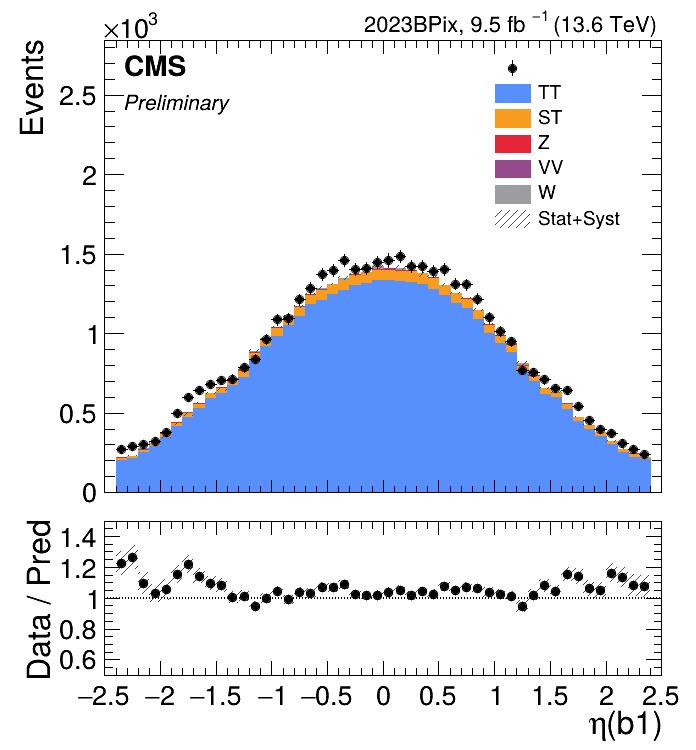 ×10³
2023BPix, 9.5 fb⁻¹ (13.6 TeV)
CMS
Preliminary
TT
ST
Z
VV
W
Stat+Syst
Events
2.5
2
1.5
1
0.5
0
Data / Pred
1.4
1.2
1
0.8
0.6
−2.5 −2 −1.5 −1 −0.5 0 0.5 1 1.5 2 2.5
η(b1)